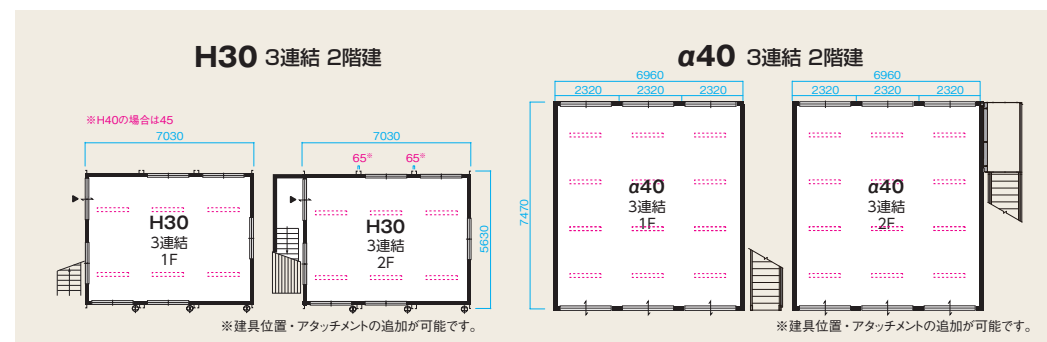 H30 3連結 2階建
※H40の場合は45
7030
7030
65※
65※
5630
H30
3連結
1F
H30
3連結
2F
※建具位置・アタッチメントの追加が可能です。
α40 3連結 2階建
6960
2320
2320
2320
6960
2320
2320
2320
7470
α40
3連結
1F
α40
3連結
2F
※建具位置・アタッチメントの追加が可能です。